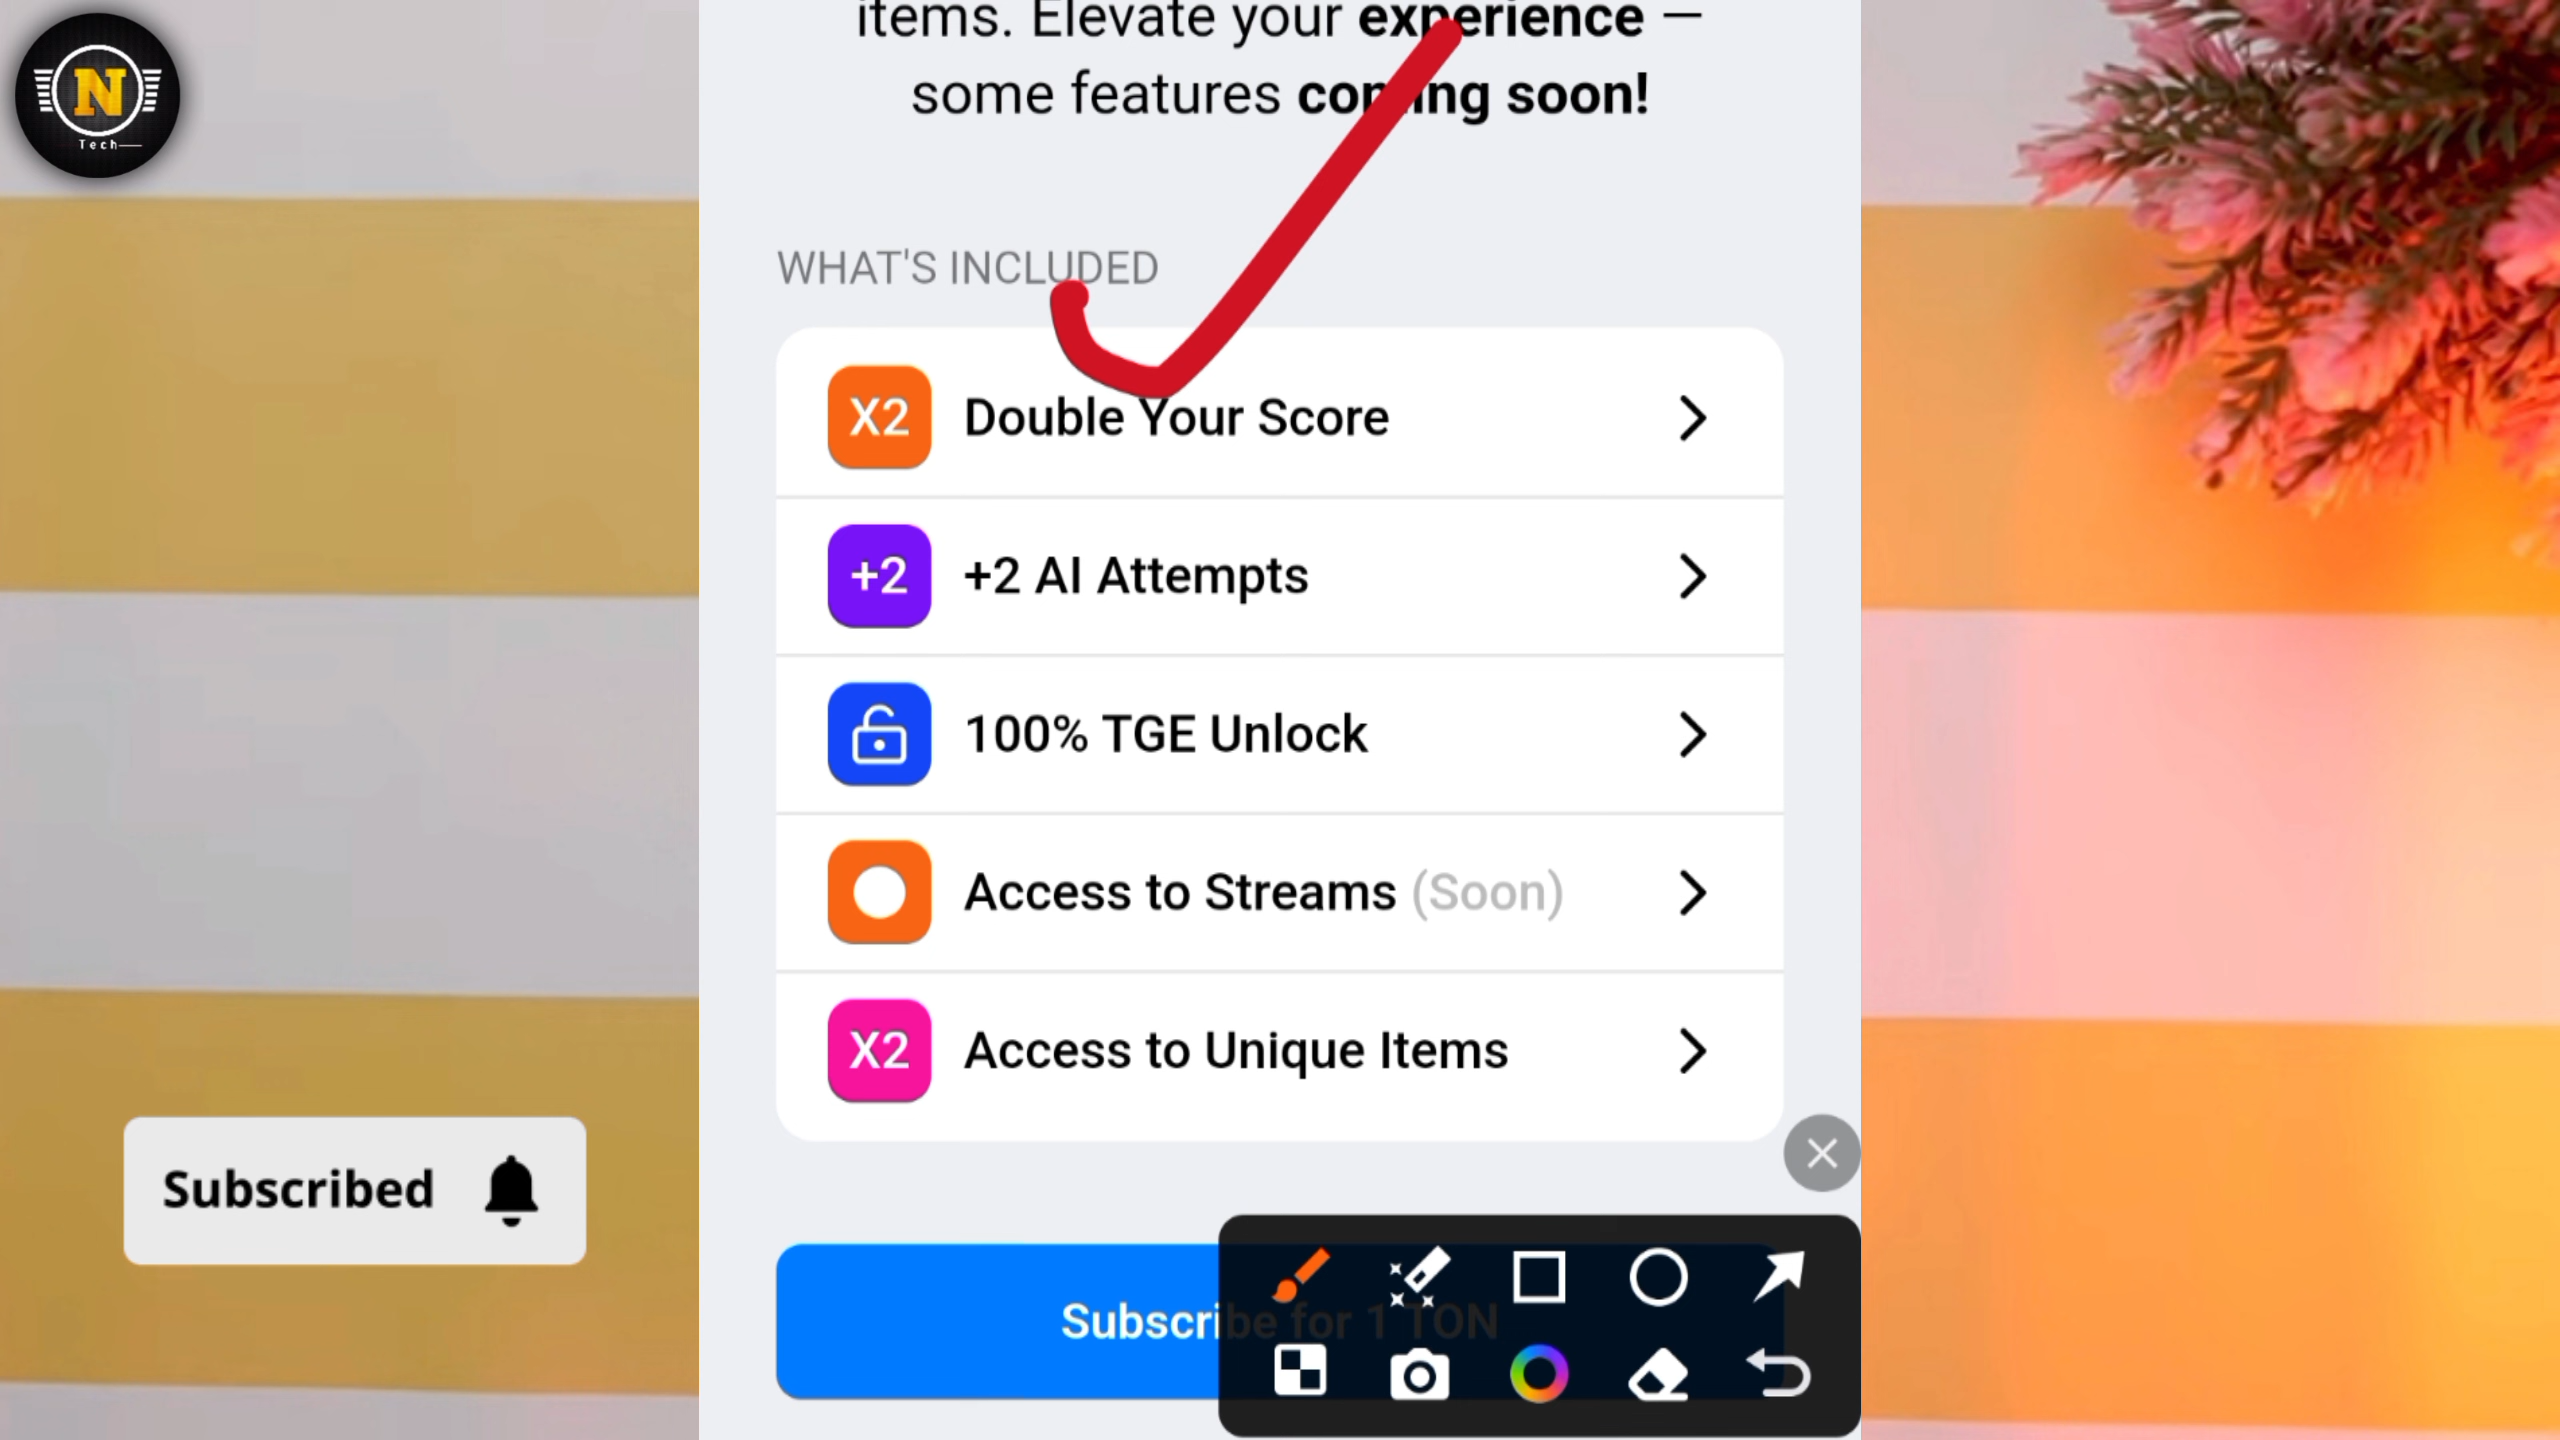 N
Tech
items. Elevate your experience —
some features coming soon!
WHAT'S INCLUDED
X2 Double Your Score
+2 +2 AI Attempts
100% TGE Unlock
Access to Streams (Soon)
X2 Access to Unique Items
Subscribed
Subscribe for 1 TON